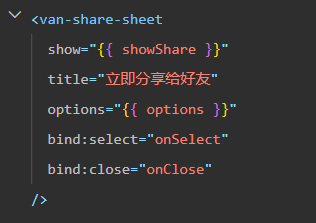 <van-share-sheet
show="{{ showShare }}"
title="立即分享给好友"
options="{{ options }}"
bind:select="onSelect"
bind:close="onClose"
/>